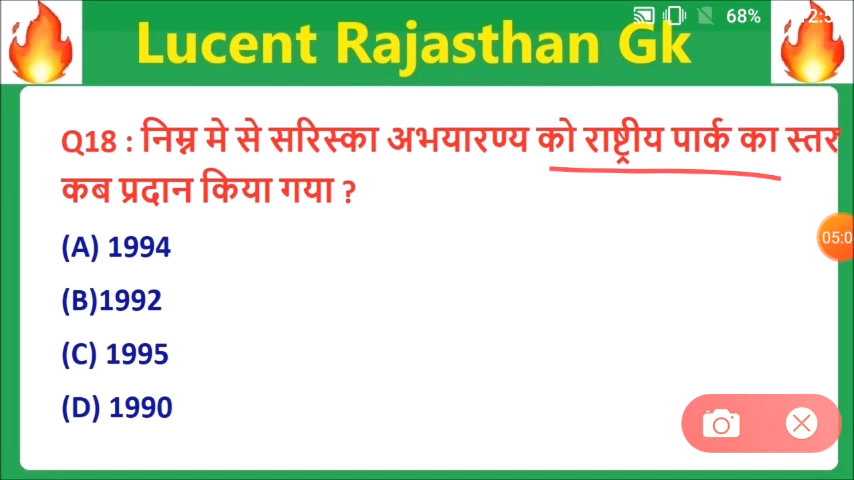 68%
Lucent Rajasthan Gk
Q18 : निम्न मे से सरिस्का अभयारण्य को राष्ट्रीय पार्क का स्तर
कब प्रदान किया गया ?
(A) 1994
(B)1992
(C) 1995
(D) 1990